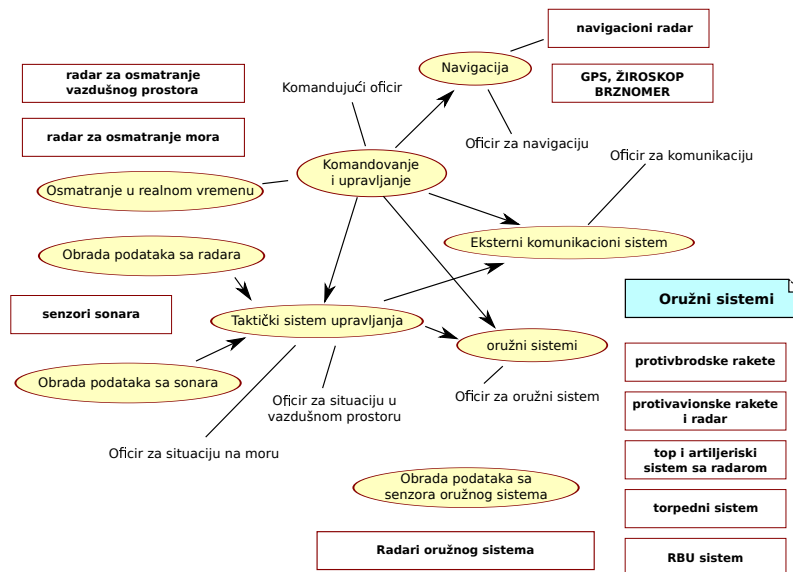 navigacioni radar
Navigacija
radar za osmatranje
vazdušnog prostora
GPS, ŽIROSKOP
BRZNOMER
Komandujući oficir
radar za osmatranje mora
Oficir za navigaciju
Oficir za komunikaciju
Komandovanje
i upravljanje
Osmatranje u realnom vremenu
Eksterni komunikacioni sistem
Obrada podataka sa radara
Oružni sistemi
senzori sonara
Taktički sistem upravljanja
oružni sistemi
protivbrodske rakete
Obrada podataka sa sonara
Oficir za situaciju u
vazdušnom prostoru
Oficir za oružni sistem
protivavionske rakete
i radar
Oficir za situaciju na moru
top i artiljeriski
sistem sa radarom
Obrada podataka sa
senzora oružnog sistema
torpedni sistem
Radari oružnog sistema
RBU sistem